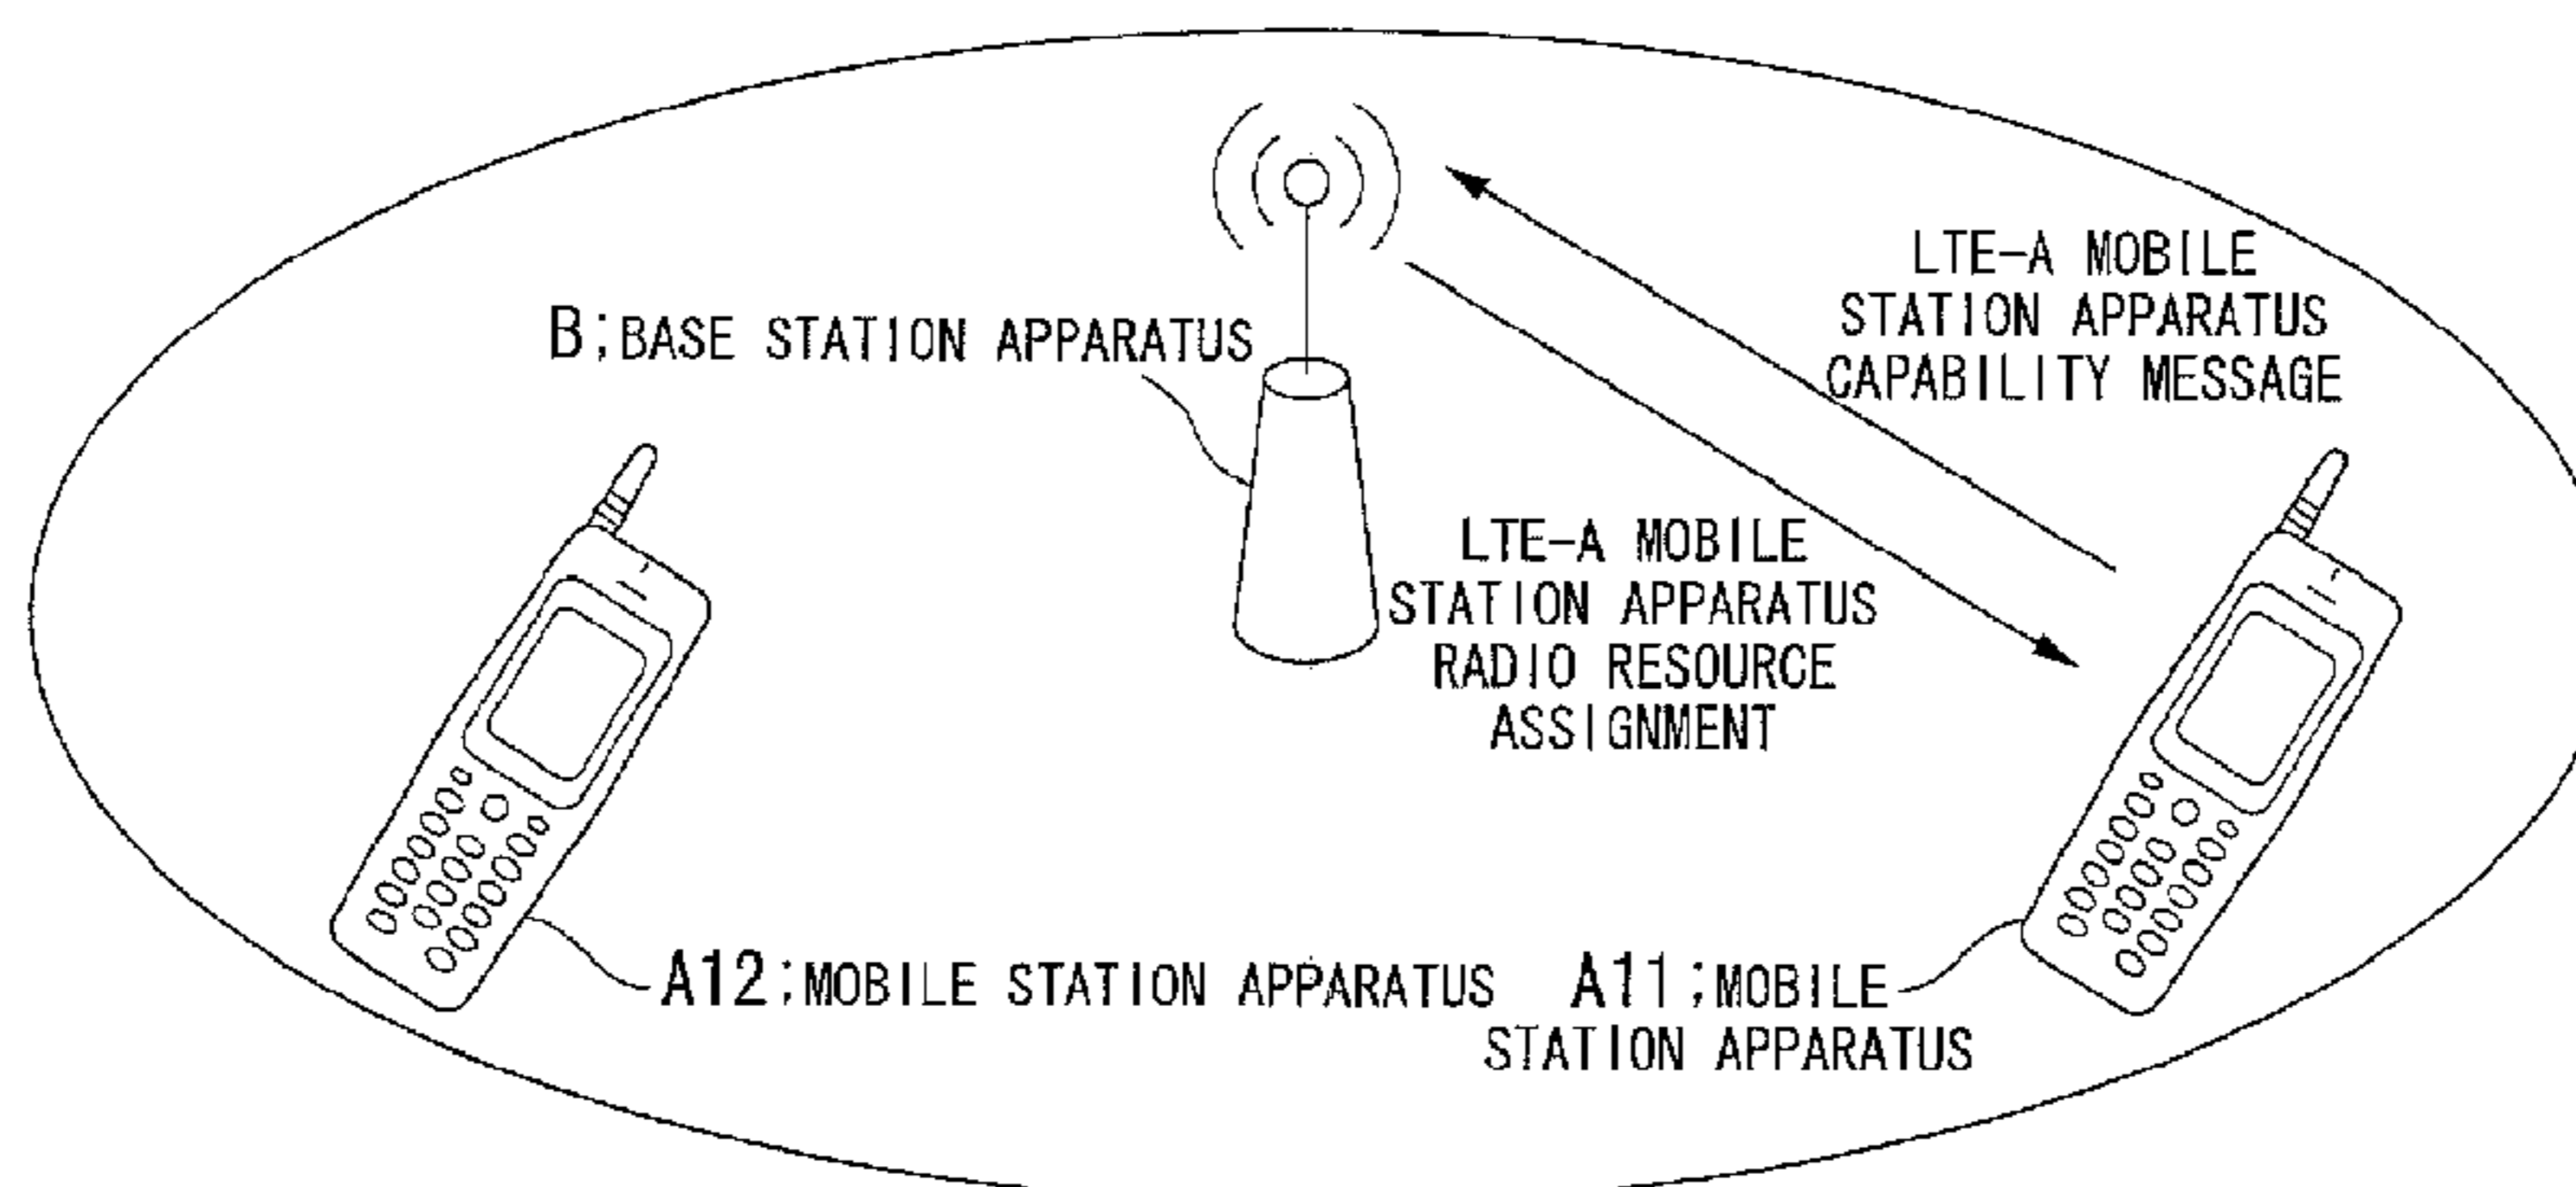 LTE-A MOBILE
STATION APPARATUS
CAPABILITY MESSAGE
B;BASE STATION APPARATUS
LTE-A MOBILE
STATION APPARATUS
RADIO RESOURCE
ASSIGNMENT
A12;MOBILE STATION APPARATUS
A11;MOBILE
STATION APPARATUS